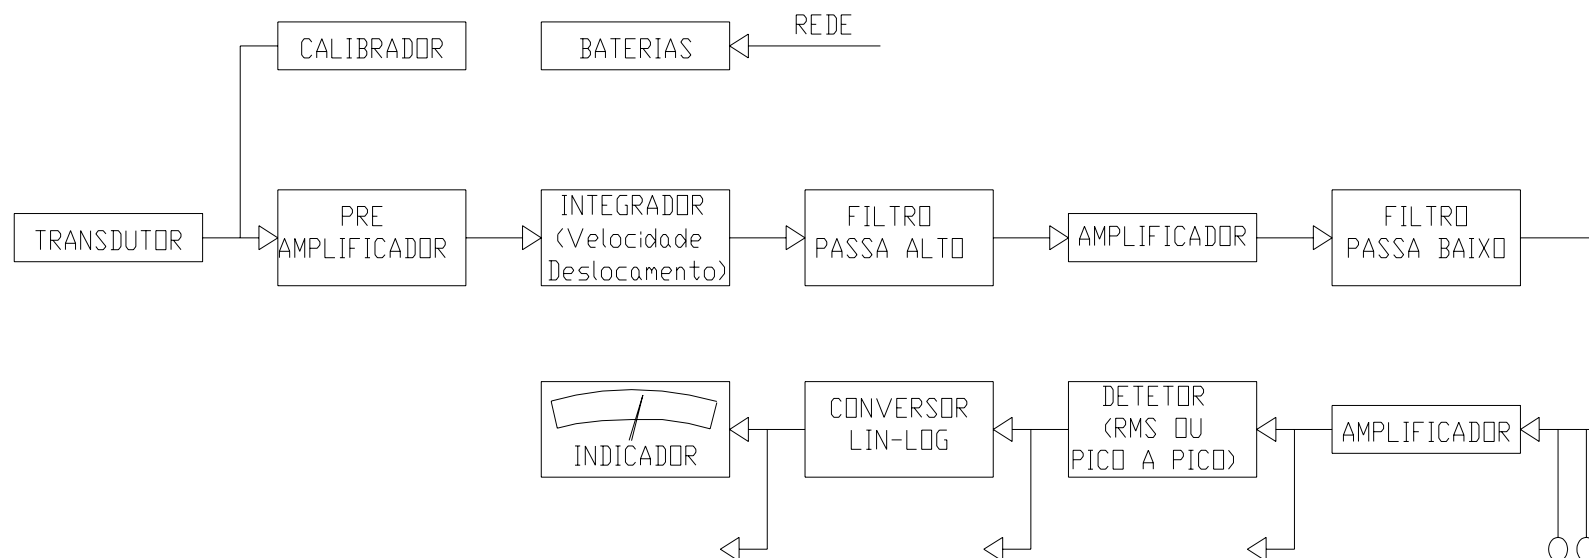 CALIBRADOR
BATERIAS
REDE
TRANSDUTOR
PRE
AMPLIFICADOR
INTEGRADOR
(Velocidade
Deslocamento)
FILTRO
PASSA ALTO
AMPLIFICADOR
FILTRO
PASSA BAIXO
INDICADOR
CONVERSOR
LIN-LOG
DETETOR
(RMS OU
PICO A PICO)
AMPLIFICADOR